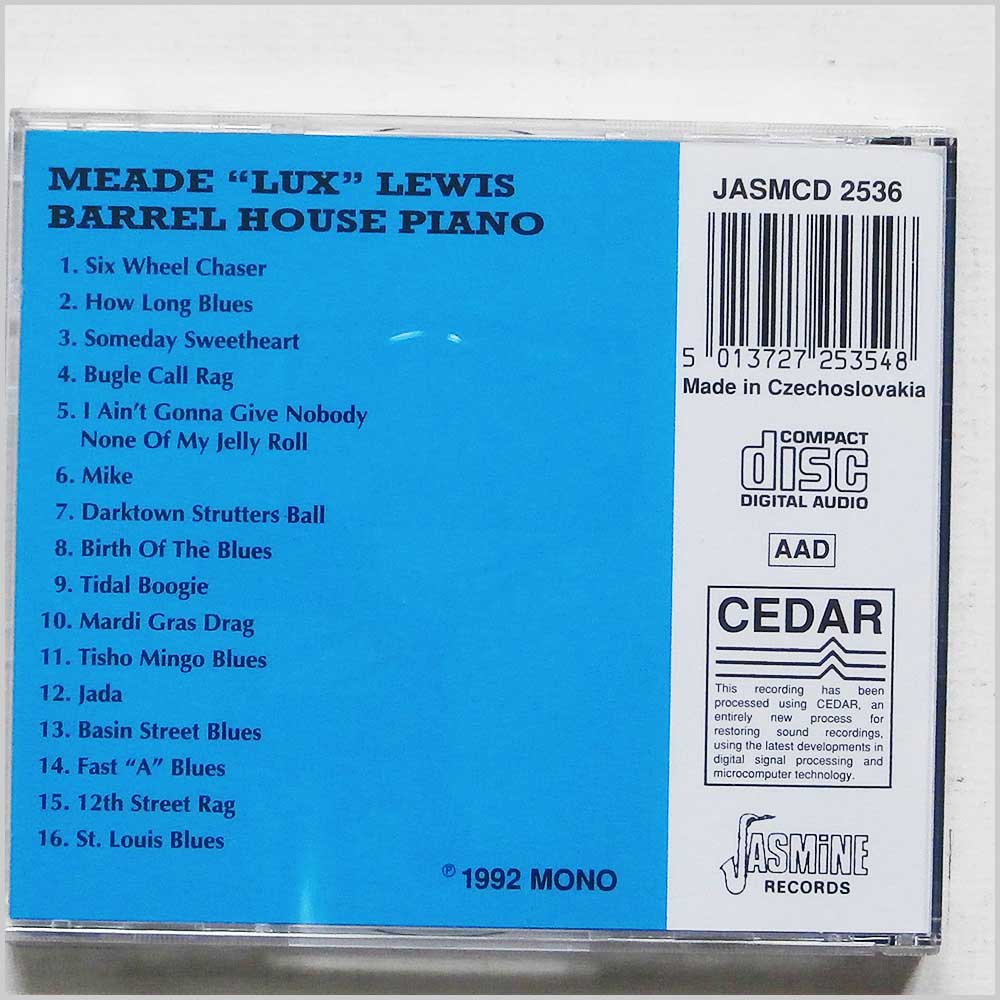 MEADE “LUX” LEWIS
BARREL HOUSE PIANO
1. Six Wheel Chaser
2. How Long Blues
3. Someday Sweetheart
4. Bugle Call Rag
5. I Ain’t Gonna Give Nobody
None Of My Jelly Roll
6. Mike
7. Darktown Strutters Ball
8. Birth Of The Blues
9. Tidal Boogie
10. Mardi Gras Drag
11. Tisho Mingo Blues
12. Jada
13. Basin Street Blues
14. Fast “A” Blues
15. 12th Street Rag
16. St. Louis Blues
℗ 1992 MONO
JASMCD 2536
5 013727 253548
Made in Czechoslovakia
COMPACT
disc
DIGITAL AUDIO
AAD
CEDAR
This recording has been
processed using CEDAR, an
entirely new process for
restoring sound recordings,
using the latest developments in
digital signal processing and
microcomputer technology.
JASMiNE
RECORDS